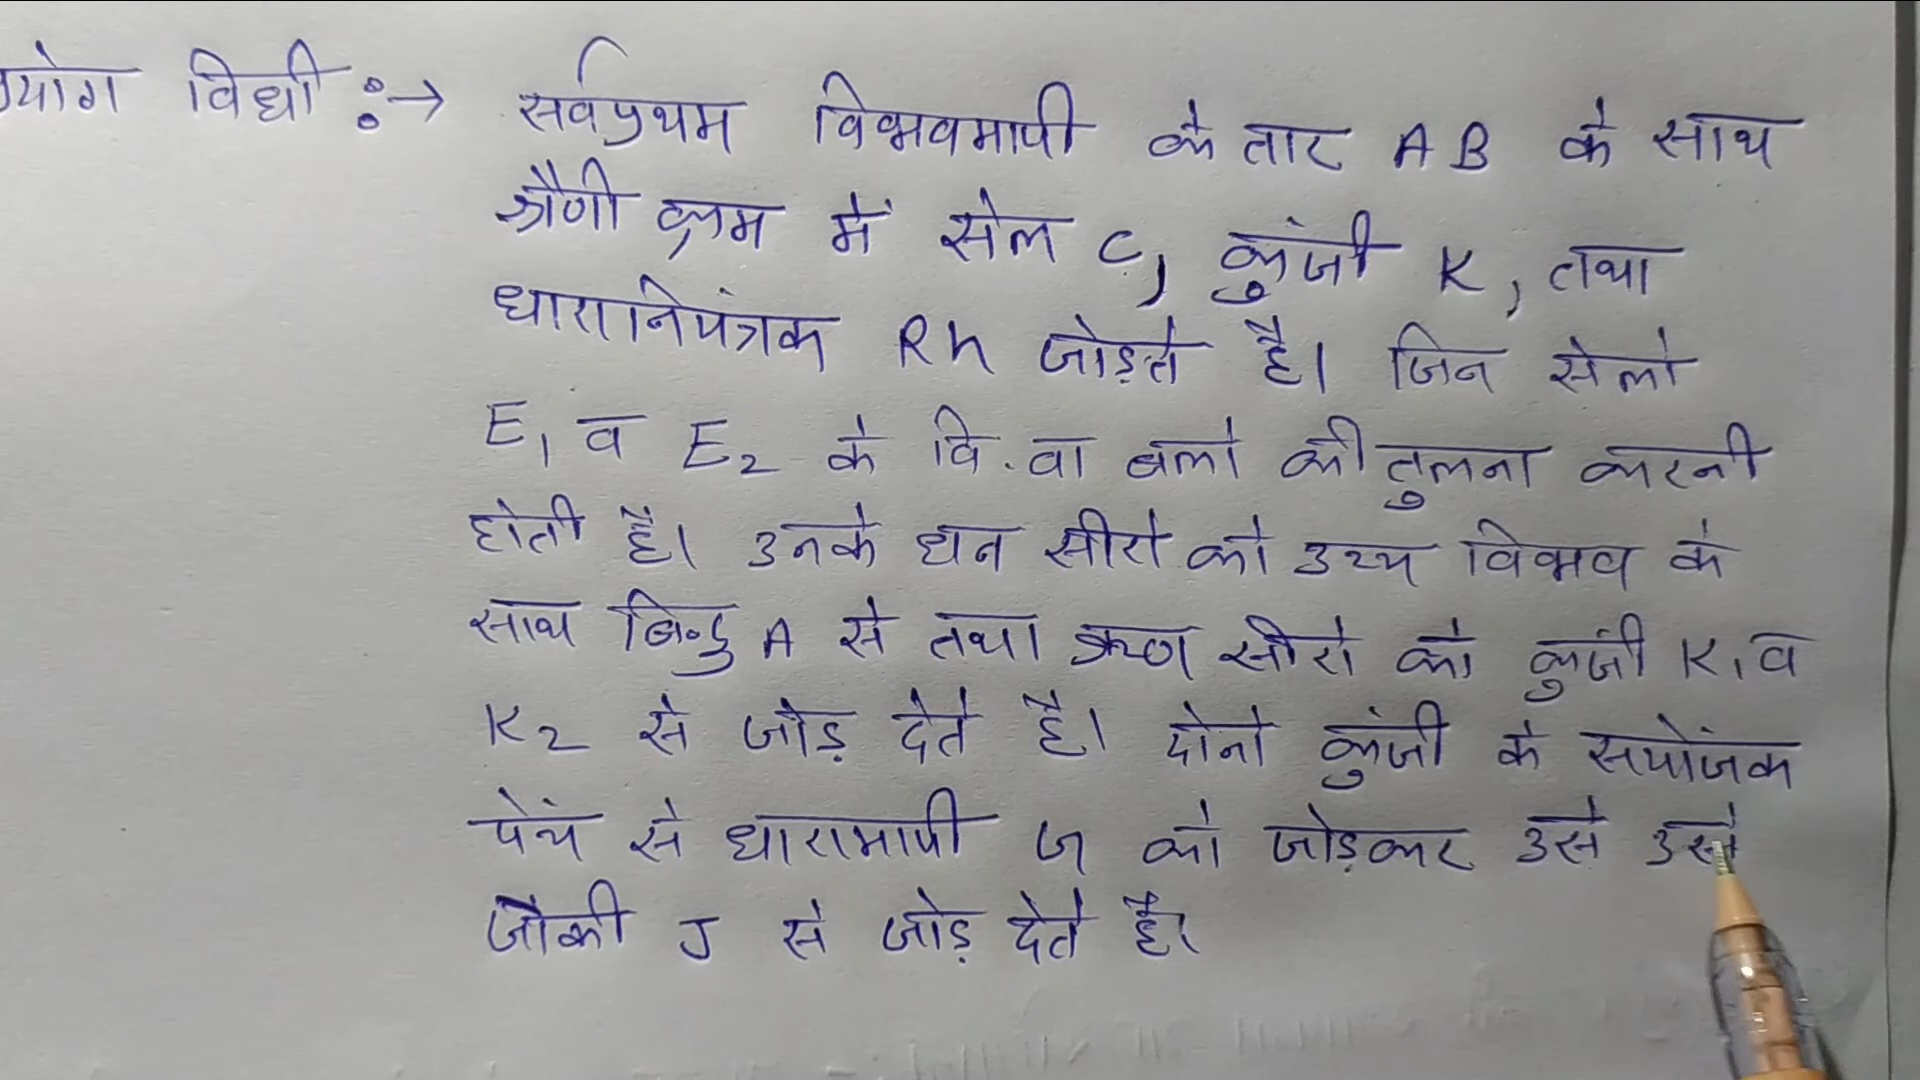 प्रयोग विधी :→ सर्वप्रथम विभवमापी के तार AB के साथ
श्रेणी क्रम में सेल C, कुंजी K, तथा
धारानियंत्रक Rh जोड़ते है। जिन सेलो
E₁ व E₂ के वि.वा बलो की तुलना करनी
होती है। उनके धन सीरो को उच्च विभव के
साथ बिन्दु A से तथा ऋण सीरो को कुंजी K₁ व
K₂ से जोड़ देते है। दोनो कुंजी के सयोंजक
पेचं से धारामापी G को जोड़कर उसे उसे
जौकी J से जोड़ देते है।